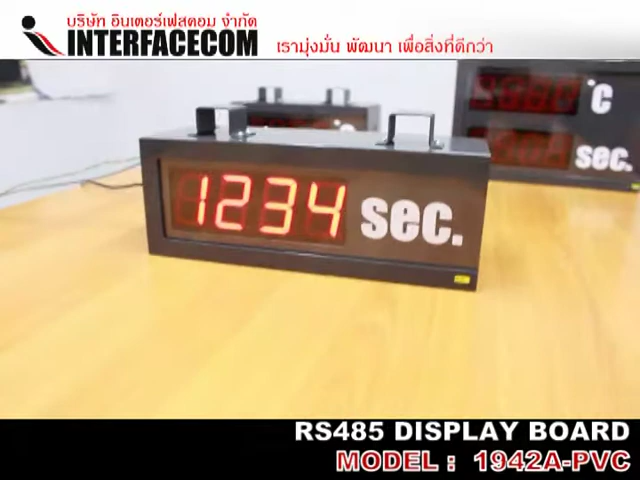 บริษัท อินเตอร์เฟสคอม จำกัด
INTERFACECOM
เรามุ่งมั่น พัฒนา เพื่อสิ่งที่ดีกว่า
°C
sec.
1234 sec.
RS485 DISPLAY BOARD
MODEL : 1942A-PVC